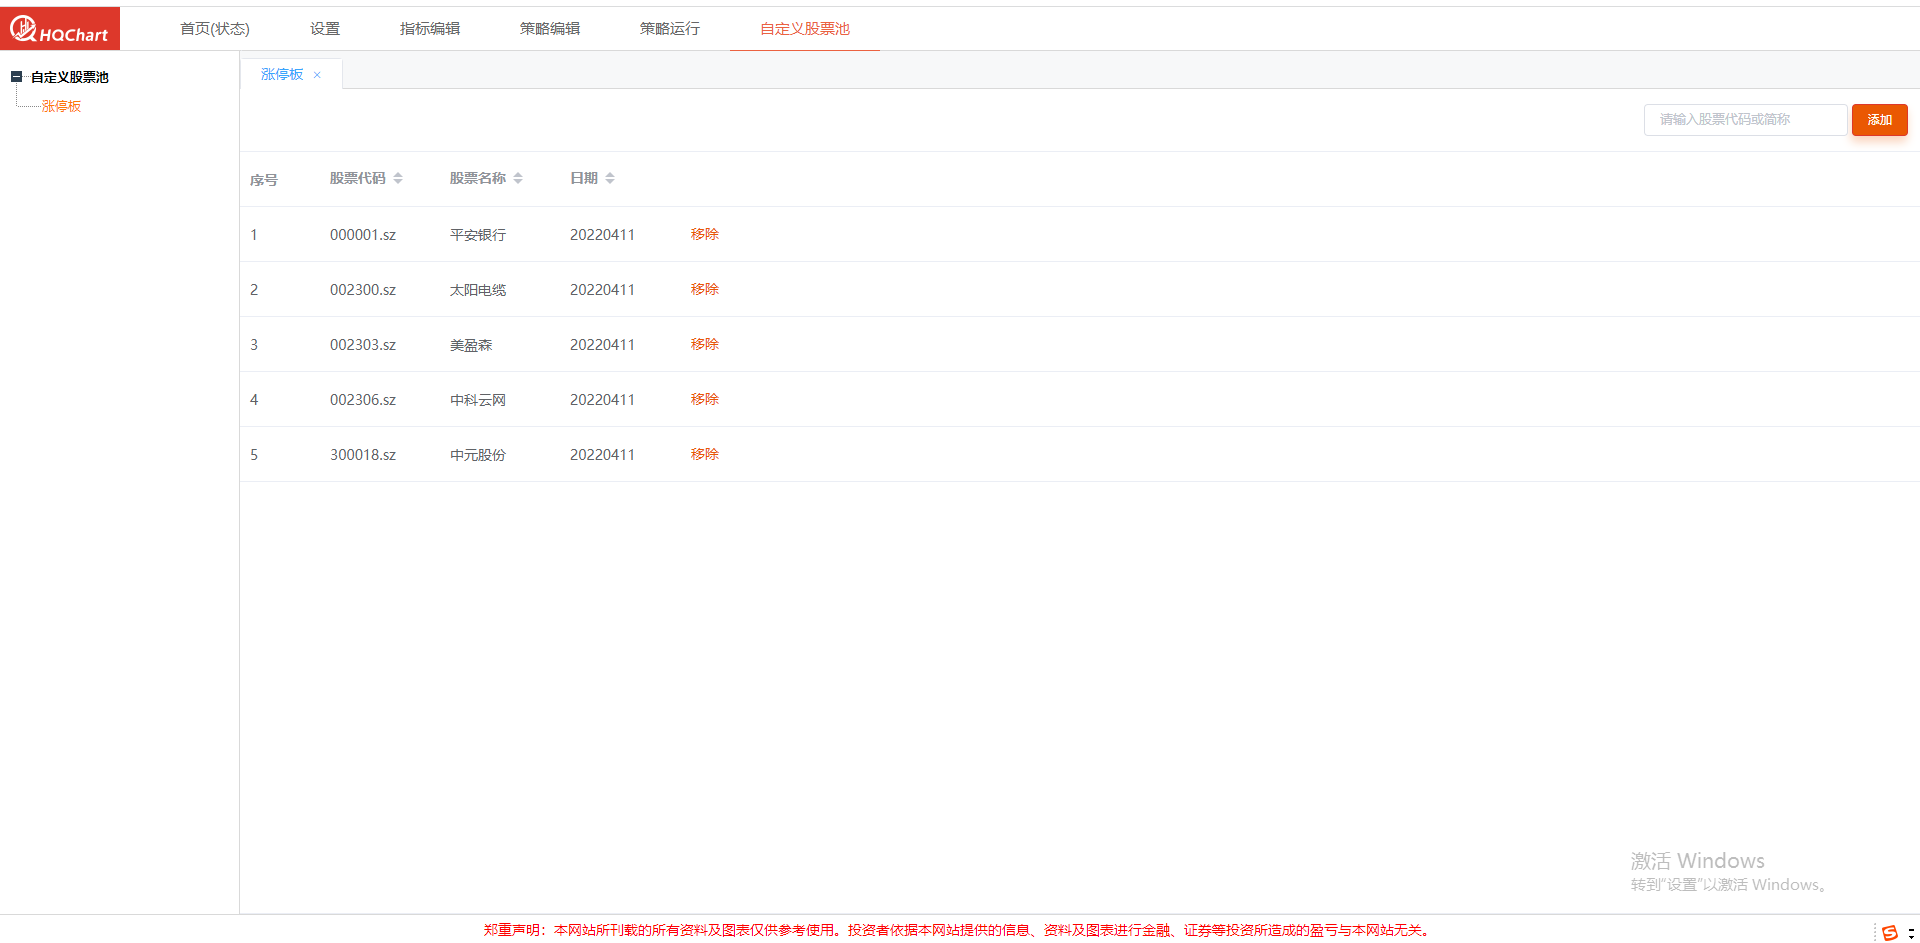 HQChart 首页(状态) 设置 指标编辑 策略编辑 策略运行 自定义股票池
自定义股票池
涨停板
涨停板 ×
请输入股票代码或简称 添加
序号 股票代码 股票名称 日期
1 000001.sz 平安银行 20220411 移除
2 002300.sz 太阳电缆 20220411 移除
3 002303.sz 美盈森 20220411 移除
4 002306.sz 中科云网 20220411 移除
5 300018.sz 中元股份 20220411 移除
激活 Windows
转到"设置"以激活 Windows。
郑重声明：本网站所刊载的所有资料及图表仅供参考使用。投资者依据本网站提供的信息、资料及图表进行金融、证券等投资所造成的盈亏与本网站无关。